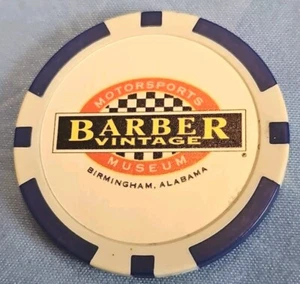 MOTORSPORTS
BARBER
VINTAGE
MUSEUM
BIRMINGHAM, ALABAMA